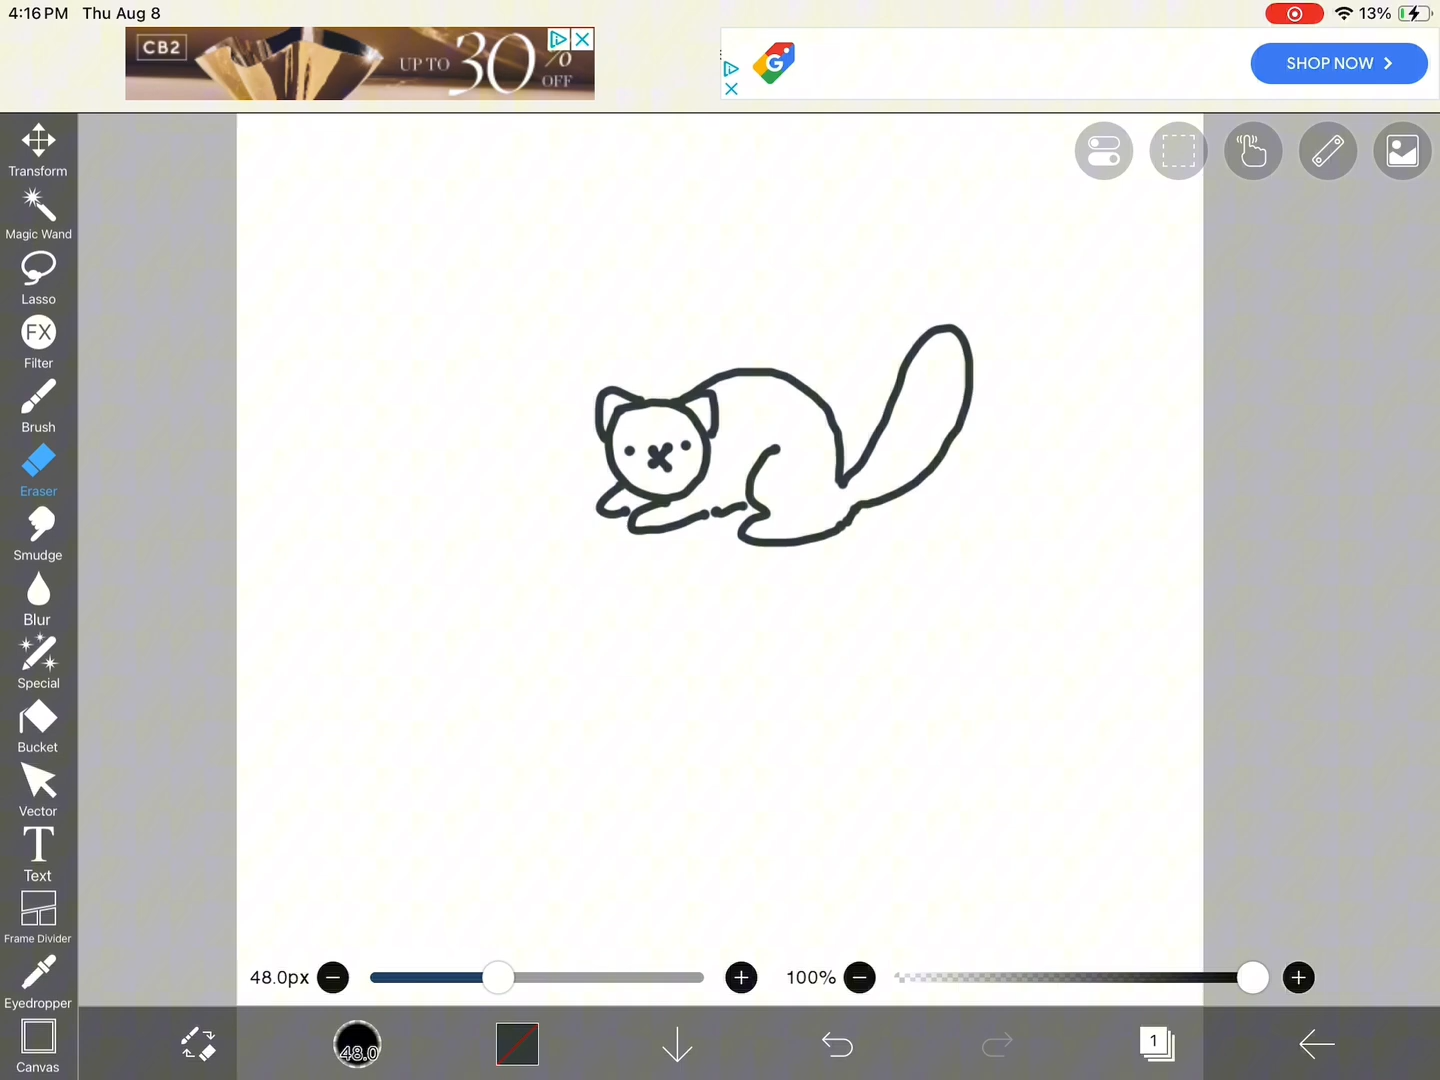 4:16 PM Thu Aug 8
13%
CB2
UP TO 30% OFF
G
SHOP NOW
Transform
Magic Wand
Lasso
FX
Filter
Brush
Eraser
Smudge
Blur
Special
Bucket
Vector
T
Text
Frame Divider
Eyedropper
Canvas
48.0px
100%
48.0
1